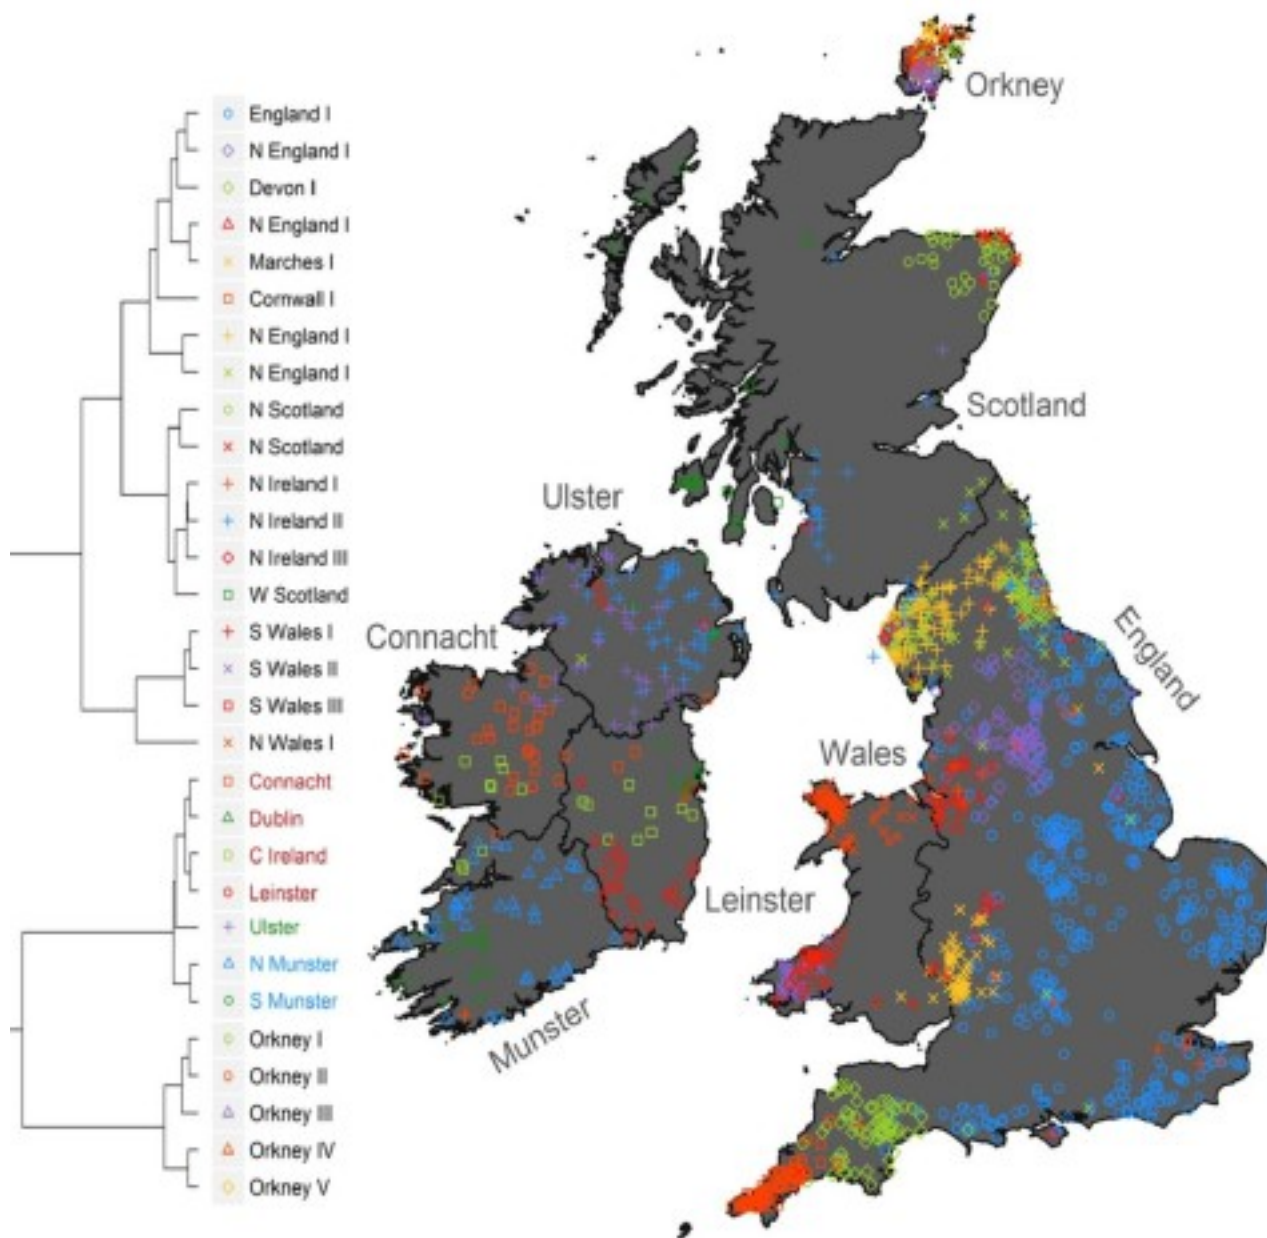 England I
N England I
Devon I
N England I
Marches I
Cornwall I
N England I
N England I
N Scotland
N Scotland
N Ireland I
N Ireland II
N Ireland III
W Scotland
S Wales I
S Wales II
S Wales III
N Wales I
Connacht
Dublin
C Ireland
Leinster
Ulster
N Munster
S Munster
Orkney I
Orkney II
Orkney III
Orkney IV
Orkney V
Orkney
Scotland
Ulster
Connacht
England
Wales
Leinster
Munster